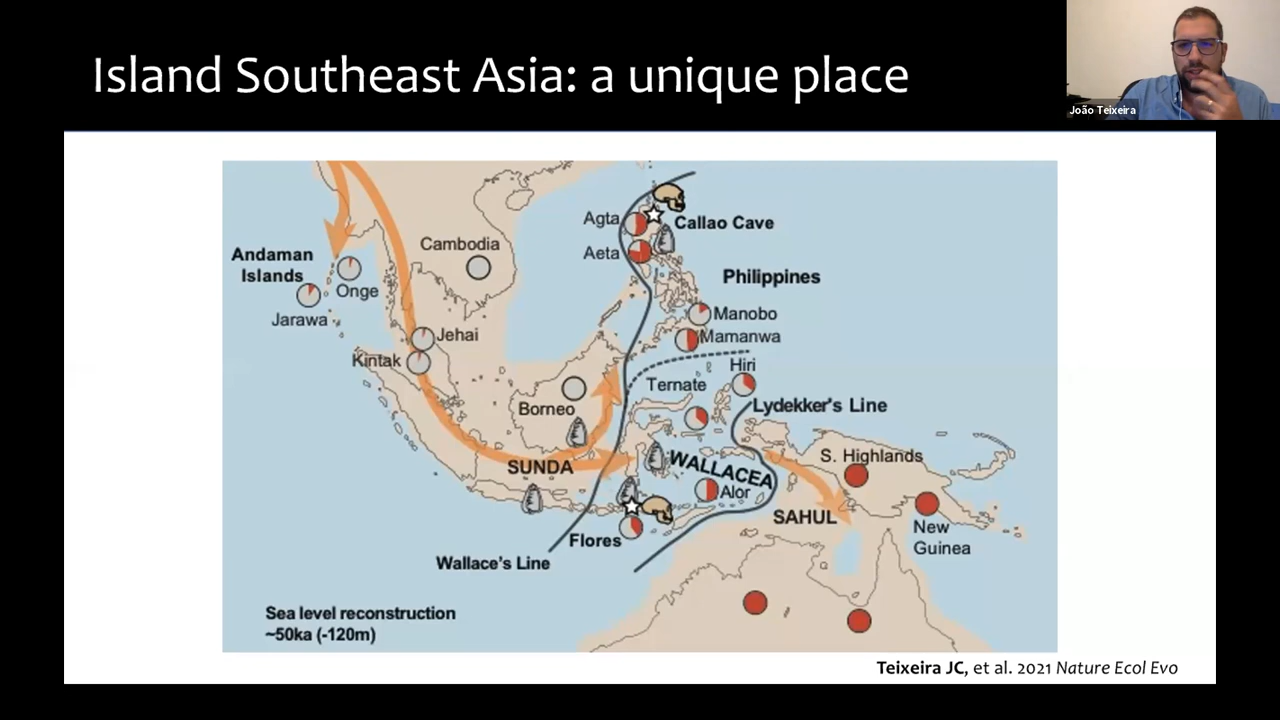 Island Southeast Asia: a unique place
João Teixeira
Agta
Callao Cave
Aeta
Cambodia
Andaman
Islands
Philippines
Onge
Jarawa
Manobo
Jehai
Mamanwa
Kintak
Hiri
Ternate
Borneo
Lydekker's Line
S. Highlands
SUNDA
WALLACEA
Alor
SAHUL
New
Guinea
Flores
Wallace's Line
Sea level reconstruction
~50ka (-120m)
Teixeira JC, et al. 2021 Nature Ecol Evo